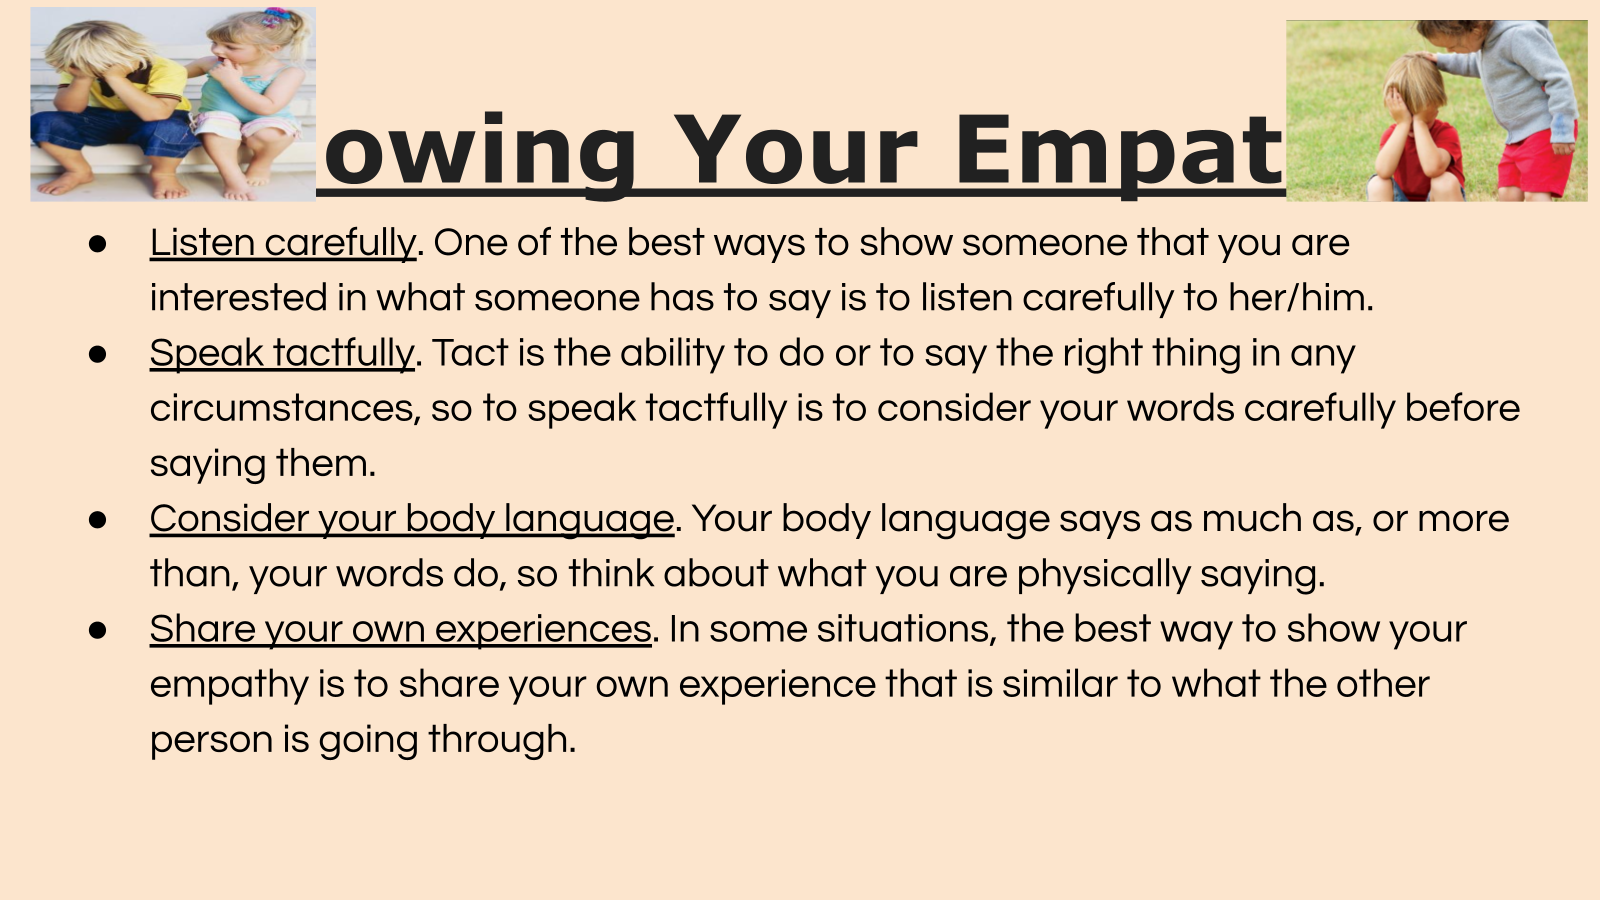 owing Your Empat
● Listen carefully. One of the best ways to show someone that you are
interested in what someone has to say is to listen carefully to her/him.
● Speak tactfully. Tact is the ability to do or to say the right thing in any
circumstances, so to speak tactfully is to consider your words carefully before
saying them.
● Consider your body language. Your body language says as much as, or more
than, your words do, so think about what you are physically saying.
● Share your own experiences. In some situations, the best way to show your
empathy is to share your own experience that is similar to what the other
person is going through.